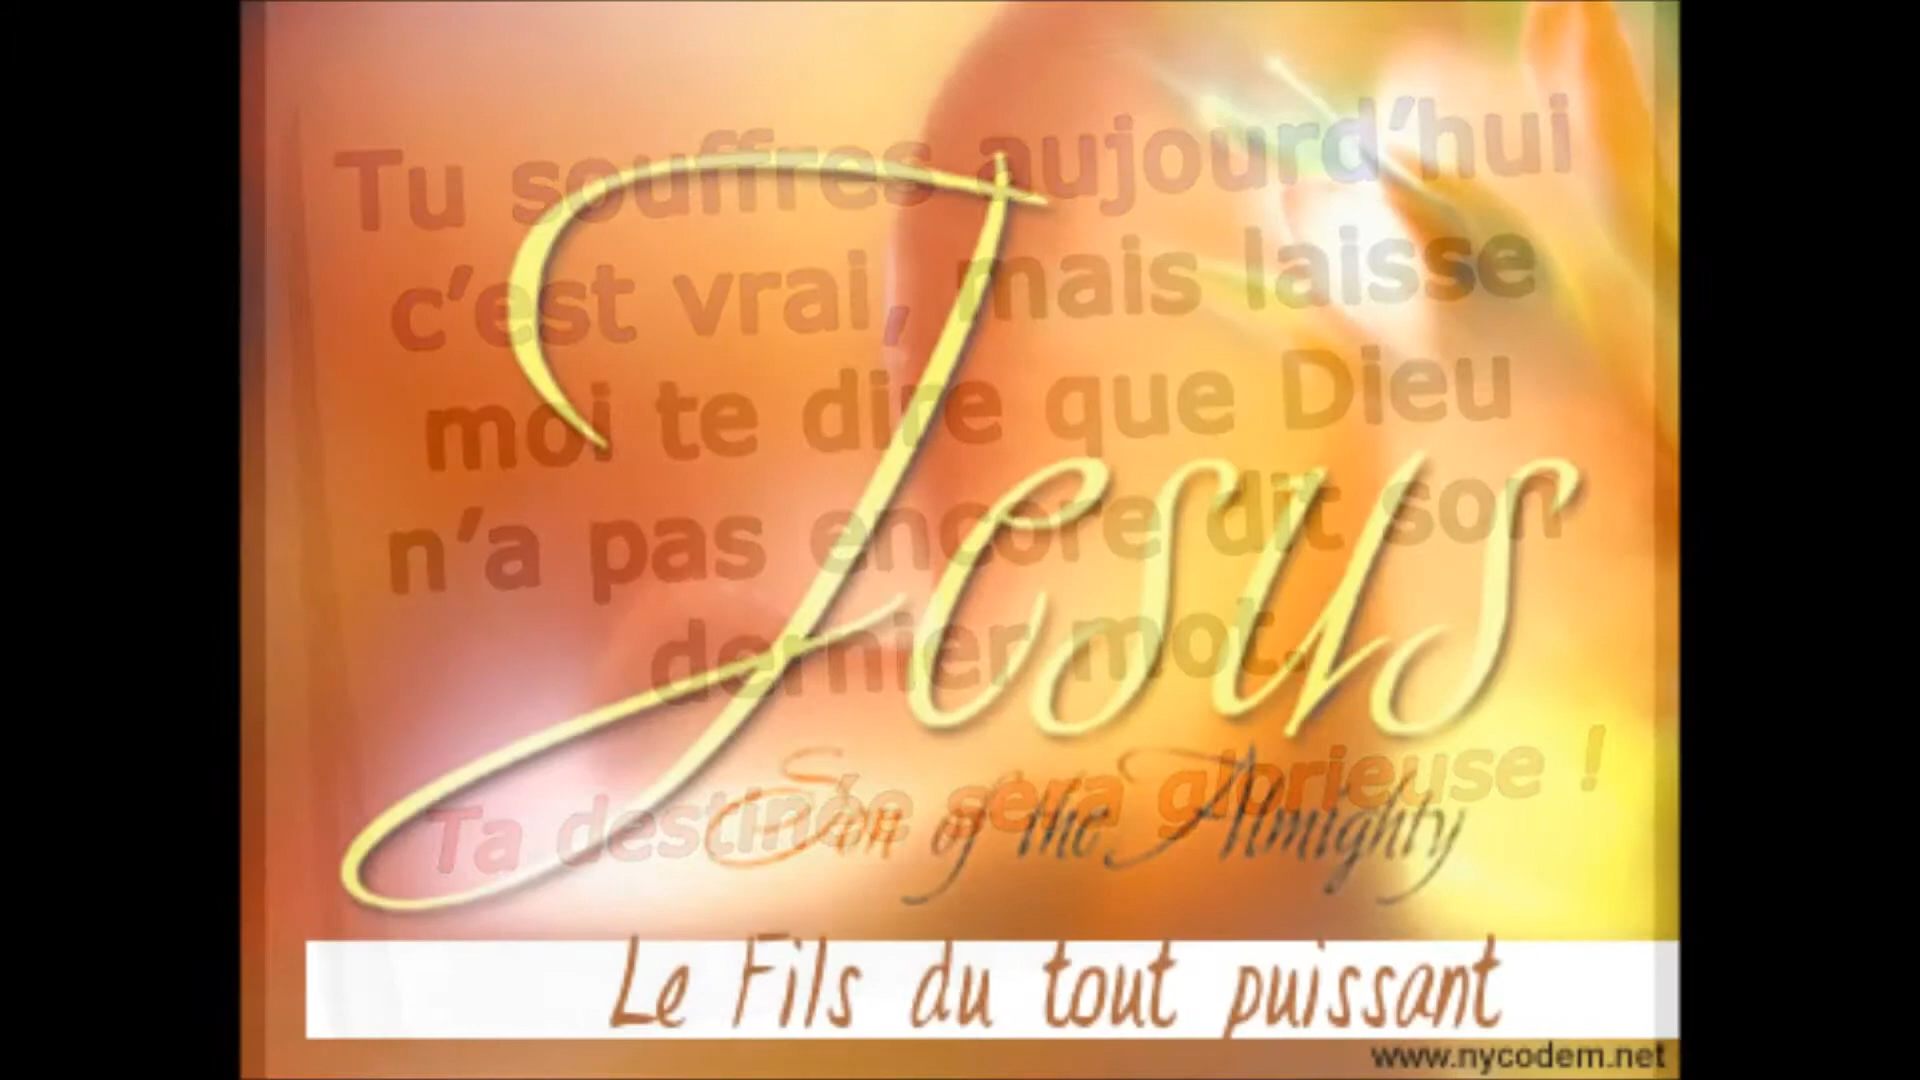 Tu souffres aujourd'hui
c'est vrai, mais laisse
moi te dire que Dieu
n'a pas encore dit son
dernier mot.
Ta destinée sera glorieuse !
Jesus
Son of the Almighty
Le Fils du tout puissant
www.nycodem.net